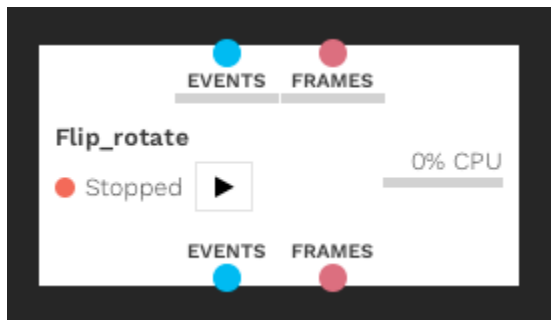 EVENTS FRAMES
Flip_rotate
0% CPU
Stopped
EVENTS FRAMES